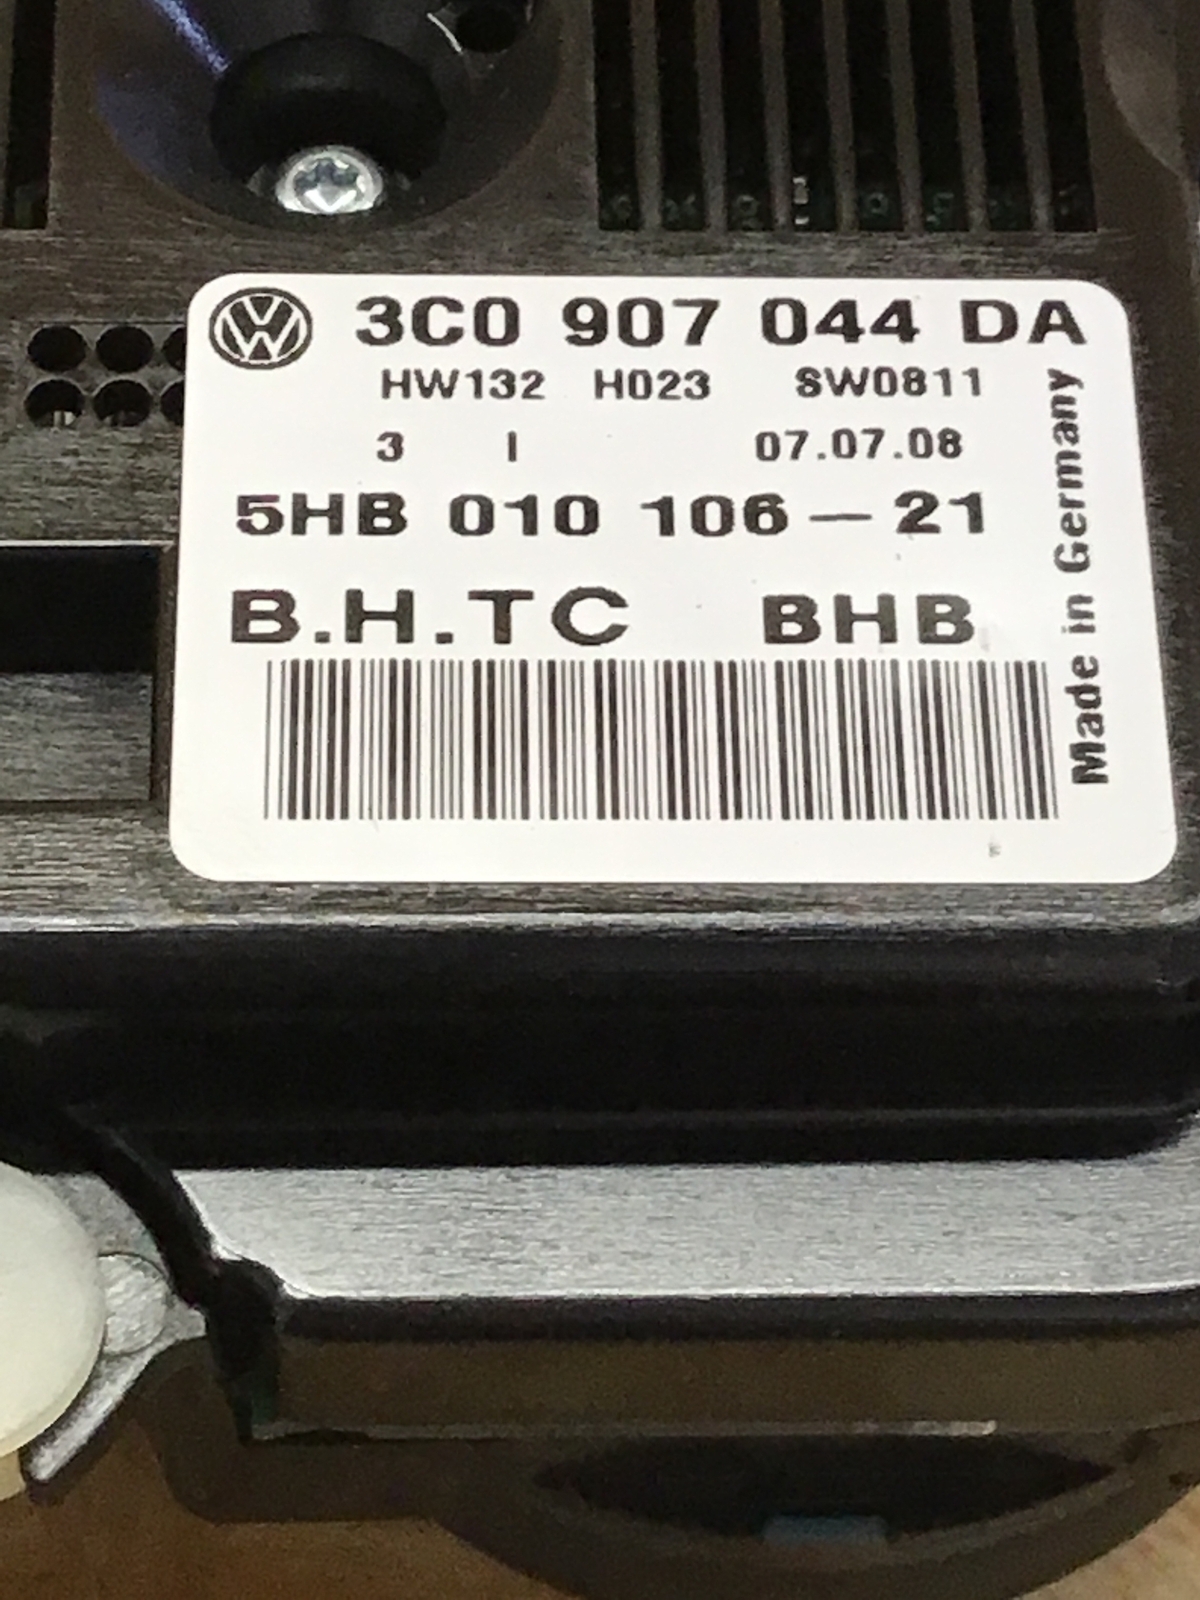 3C0 907 044 DA
HW132 H023 SW0811
3 I 07.07.08
5HB 010 106-21
B.H.TC BHB
Made in Germany